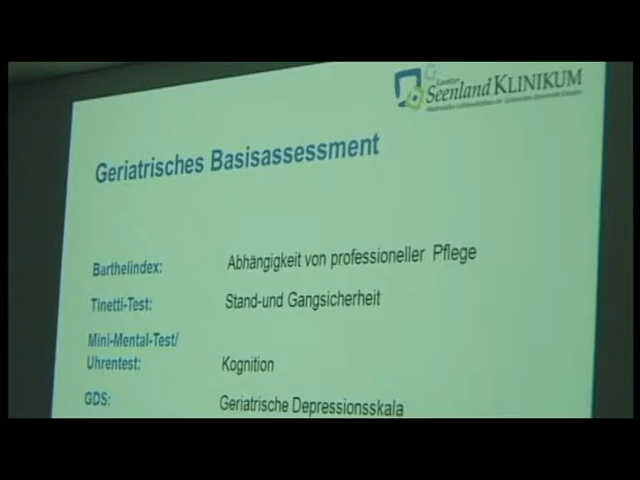 Lausitzer
Seenland KLINIKUM
Geriatrisches Basisassessment
Barthelindex: Abhängigkeit von professioneller Pflege
Tinetti-Test: Stand-und Gangsicherheit
Mini-Mental-Test/
Uhrentest: Kognition
GDS: Geriatrische Depressionsskala